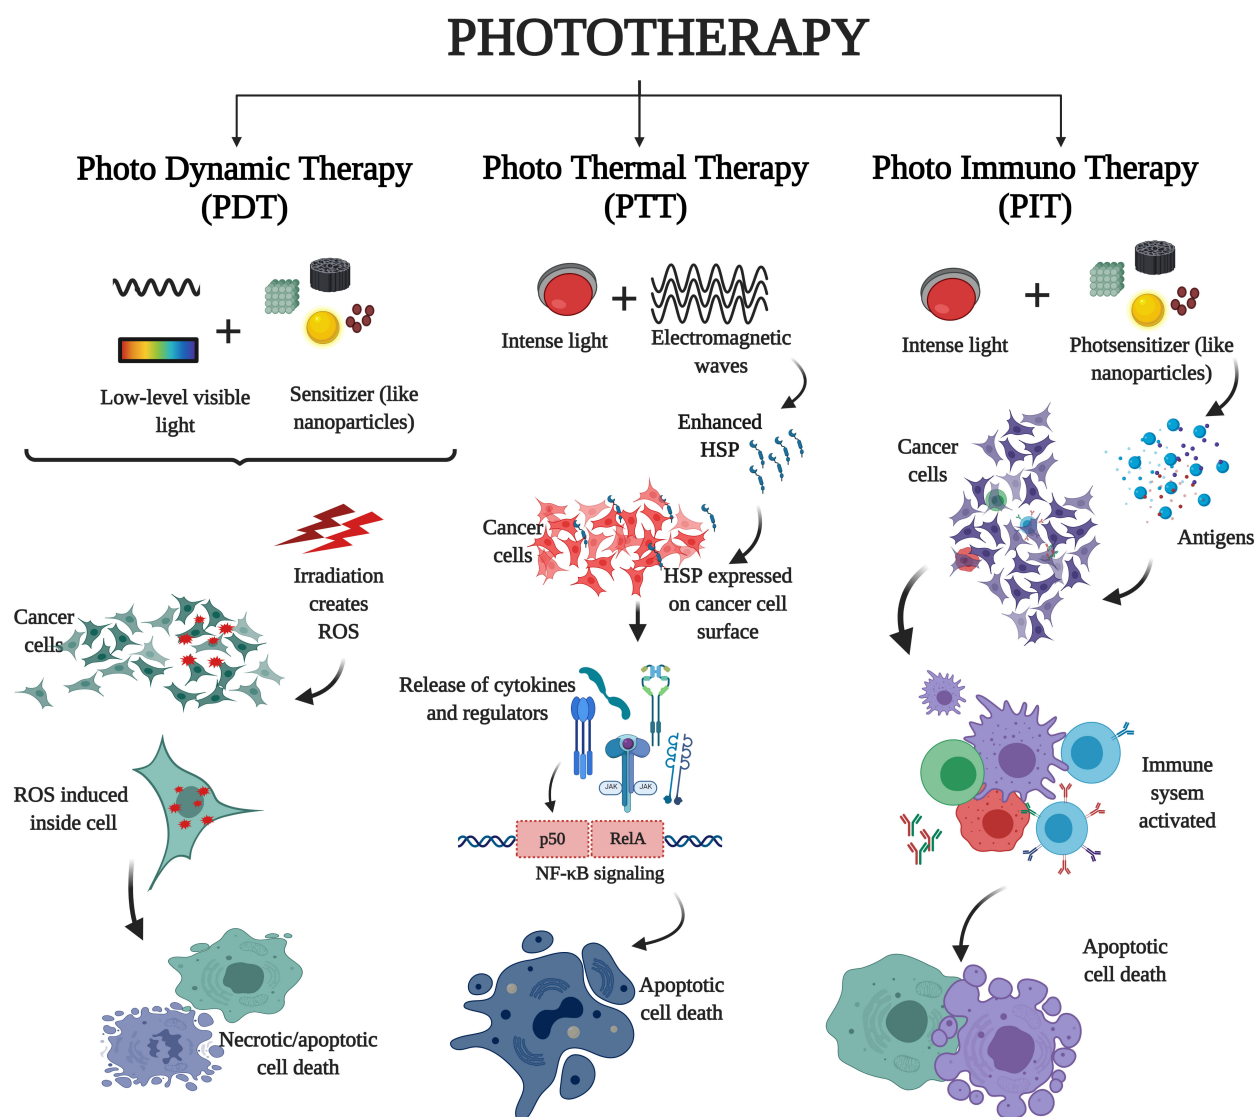 PHOTOTHERAPY
Photo Dynamic Therapy
(PDT)
Low-level visible
light
Sensitizer (like
nanoparticles)
Irradiation
creates
ROS
Cancer
cells
ROS induced
inside cell
Necrotic/apoptotic
cell death
Photo Thermal Therapy
(PTT)
Intense light
Electromagnetic
waves
Enhanced
HSP
Cancer
cells
HSP expressed
on cancer cell
surface
Release of cytokines
and regulators
JAK
JAK
p50
RelA
NF-κB signaling
Apoptotic
cell death
Photo Immuno Therapy
(PIT)
Intense light
Photsensitizer (like
nanoparticles)
Cancer
cells
Antigens
Immune
sysem
activated
Apoptotic
cell death